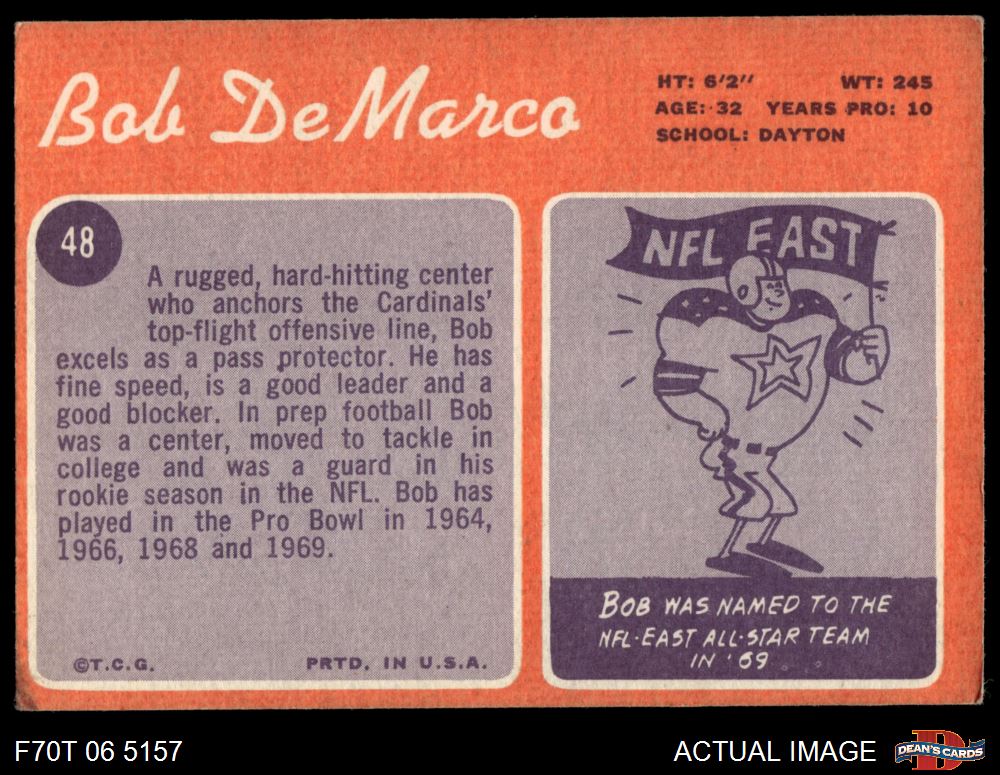 Bob DeMarco
HT: 6'2" WT: 245
AGE: 32 YEARS PRO: 10
SCHOOL: DAYTON
48
A rugged, hard-hitting center
who anchors the Cardinals'
top-flight offensive line, Bob
excels as a pass protector. He has
fine speed, is a good leader and a
good blocker. In prep football Bob
was a center, moved to tackle in
college and was a guard in his
rookie season in the NFL. Bob has
played in the Pro Bowl in 1964,
1966, 1968 and 1969.
©T.C.G. PRTD. IN U.S.A.
NFL EAST
BOB WAS NAMED TO THE
NFL-EAST ALL-STAR TEAM
IN '69
F70T 06 5157
ACTUAL IMAGE
D
DEAN'S CARDS